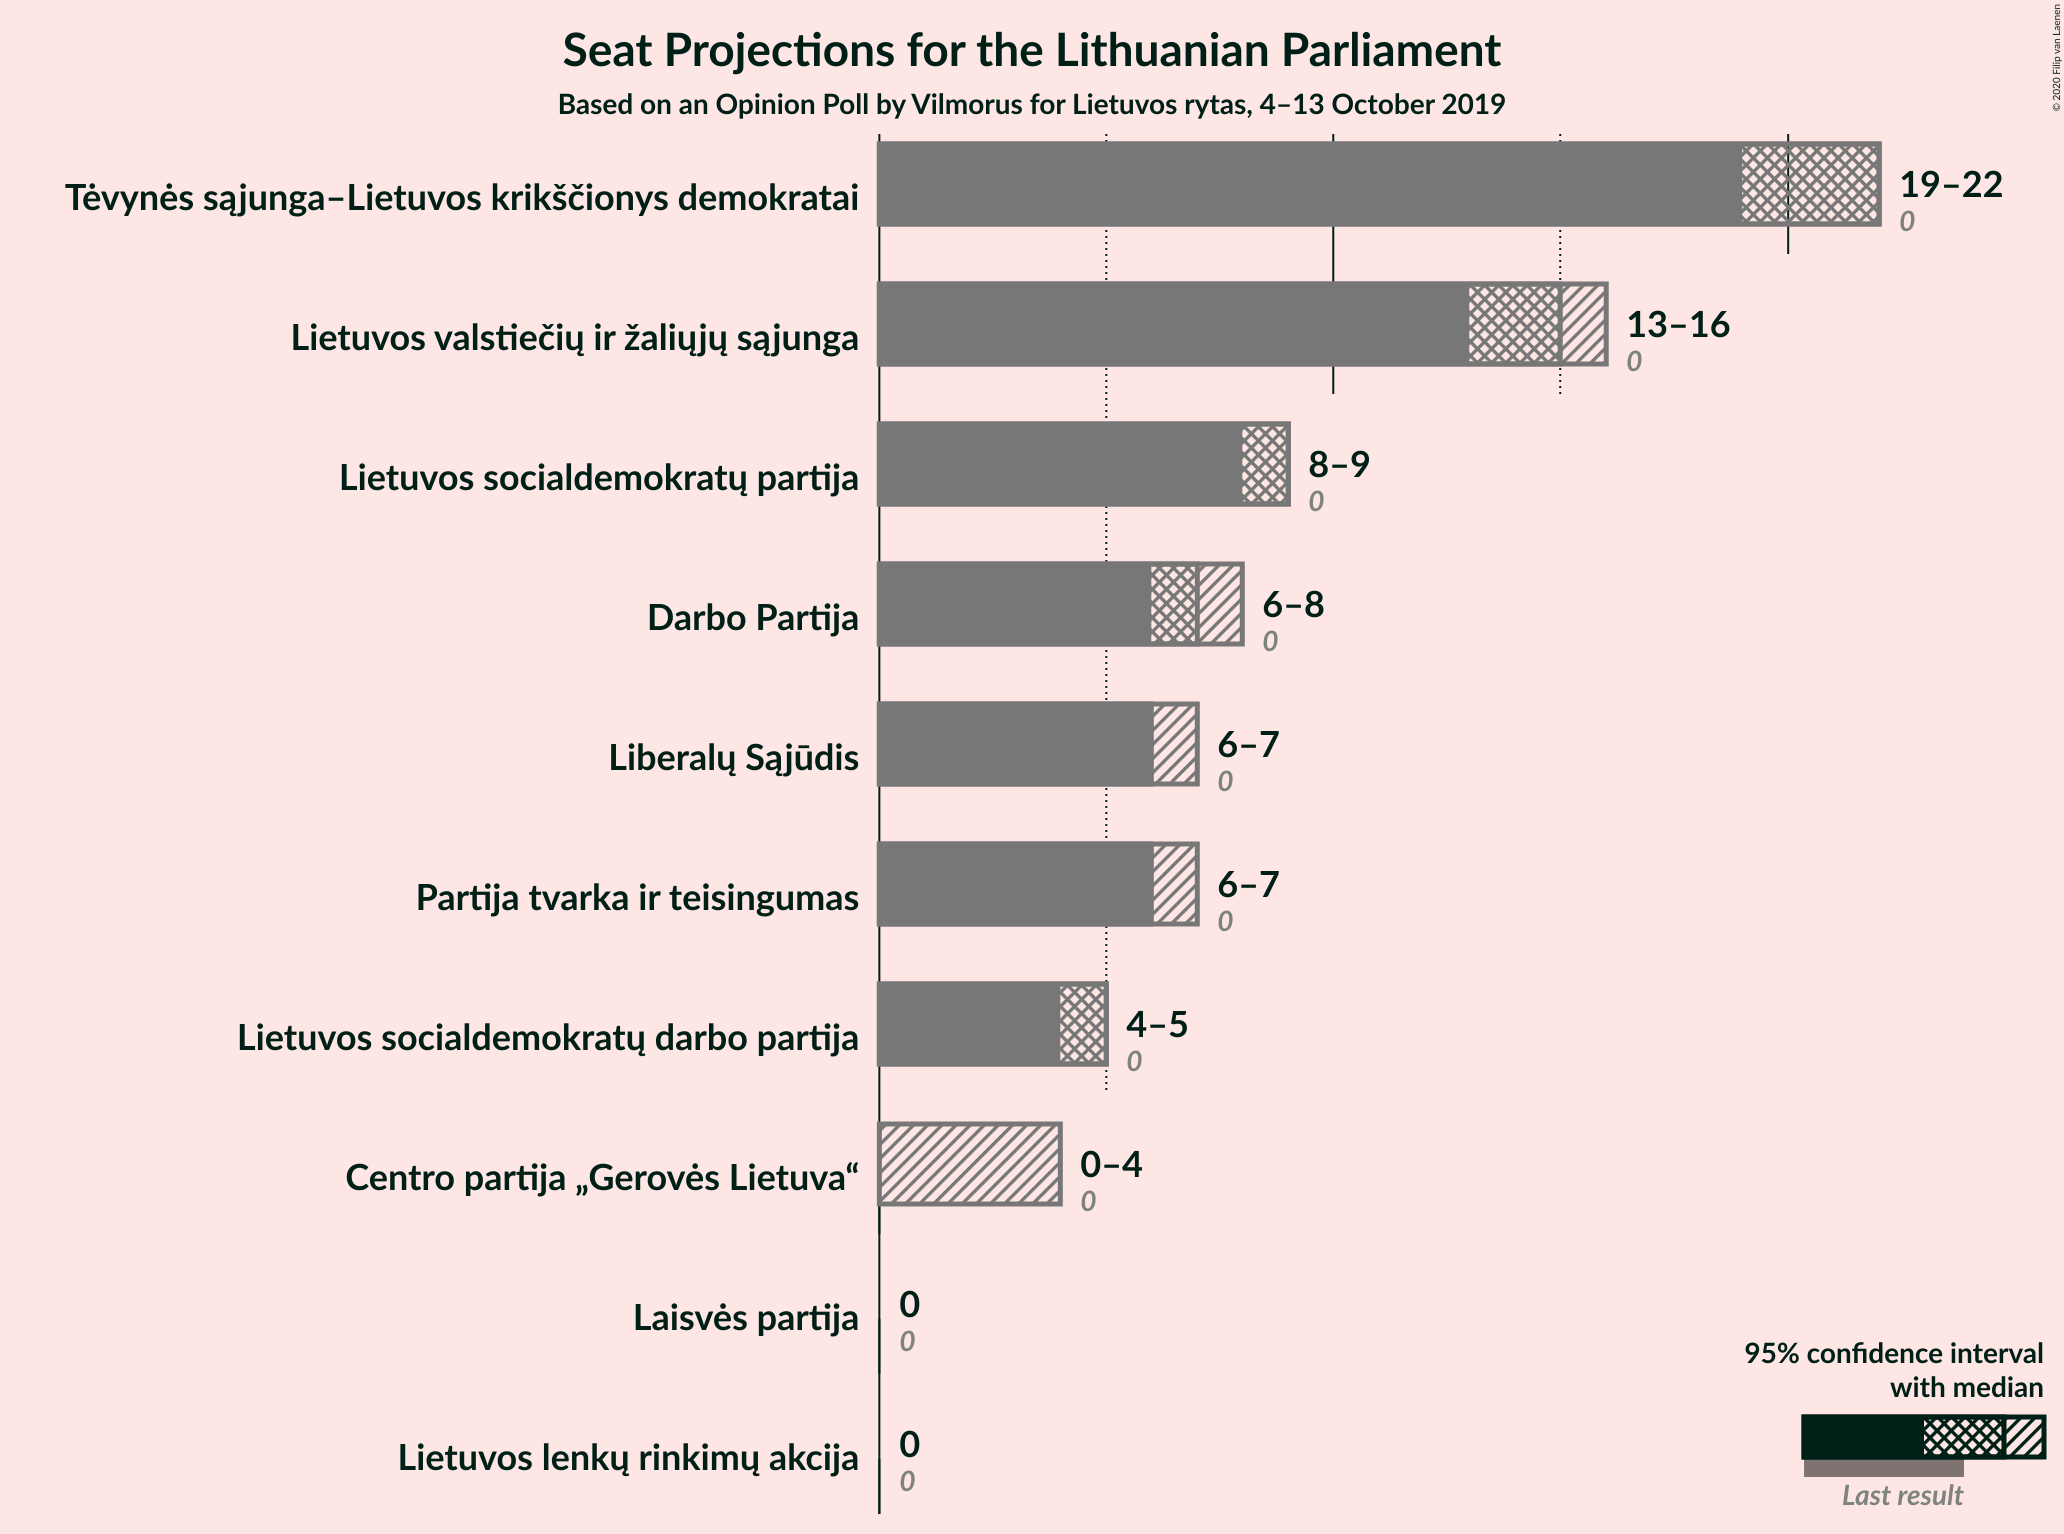 Seat Projections for the Lithuanian Parliament
Based on an Opinion Poll by Vilmorus for Lietuvos rytas, 4–13 October 2019
© 2020 Filip van Laenen
Tėvynės sąjunga–Lietuvos krikščionys demokratai
19–22
0
Lietuvos valstiečių ir žaliųjų sąjunga
13–16
0
Lietuvos socialdemokratų partija
8–9
0
Darbo Partija
6–8
0
Liberalų Sąjūdis
6–7
0
Partija tvarka ir teisingumas
6–7
0
Lietuvos socialdemokratų darbo partija
4–5
0
Centro partija „Gerovės Lietuva“
0–4
0
Laisvės partija
0
0
Lietuvos lenkų rinkimų akcija
0
0
95% confidence interval
with median
Last result